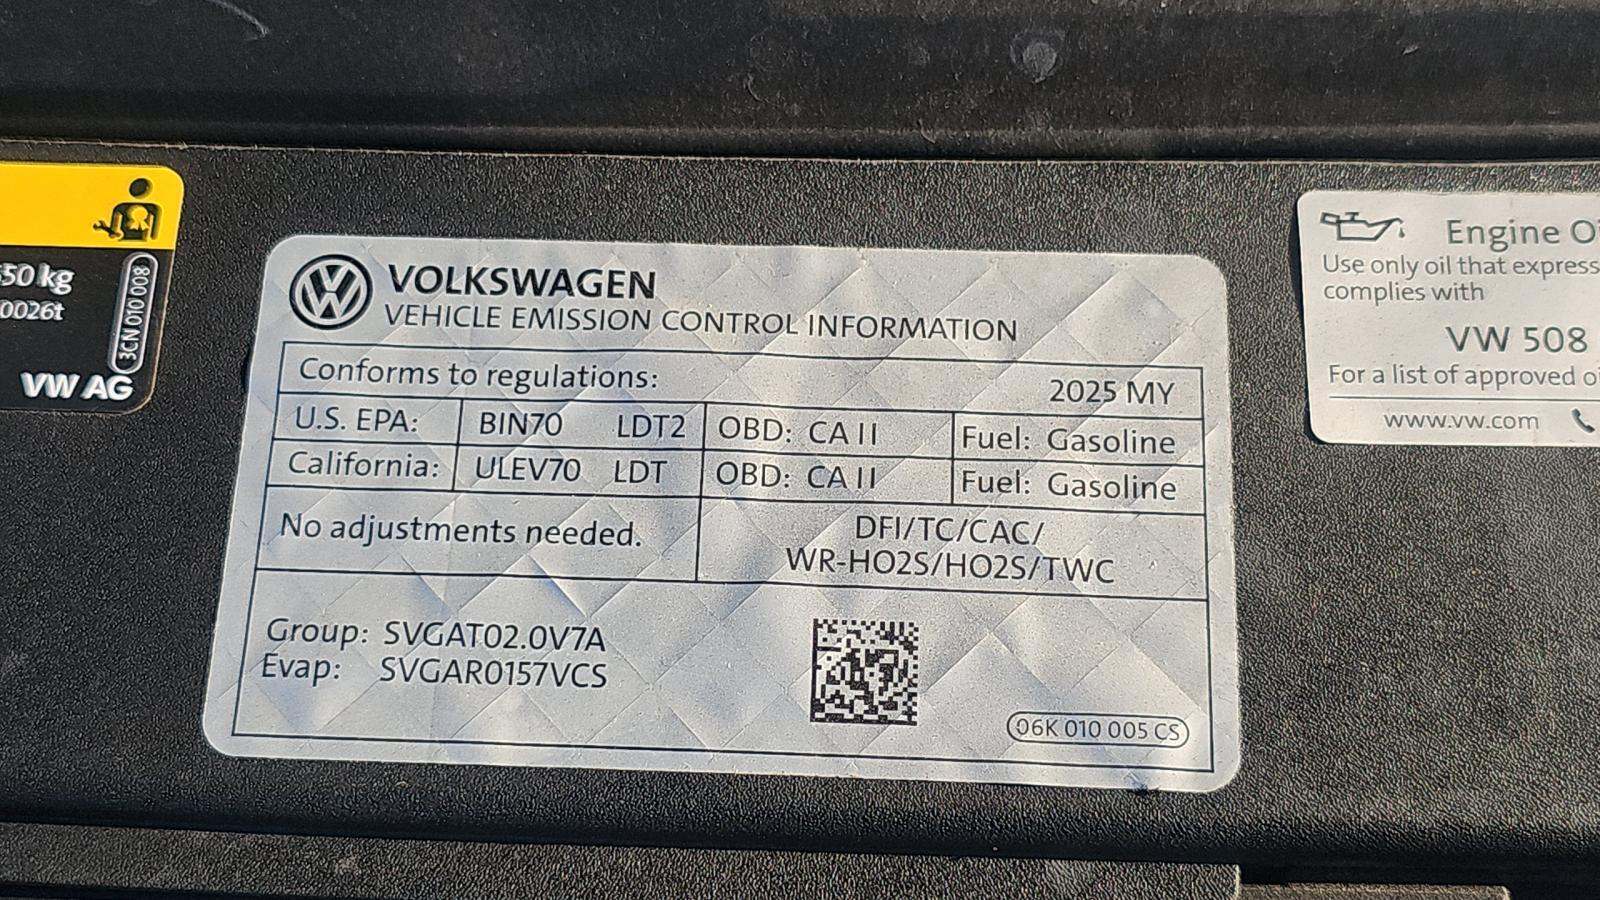 50 kg
0026t
3CN 010 008
VW AG
VOLKSWAGEN
VEHICLE EMISSION CONTROL INFORMATION
Conforms to regulations: 2025 MY
U.S. EPA: BIN70 LDT2 OBD: CA II Fuel: Gasoline
California: ULEV70 LDT OBD: CA II Fuel: Gasoline
No adjustments needed.
DFI/TC/CAC/
WR-HO2S/HO2S/TWC
Group: SVGAT02.0V7A
Evap: SVGAR0157VCS
06K 010 005 CS
Engine
Use only oil that
complies with
VW 508
For a list of approved
www.vw.com